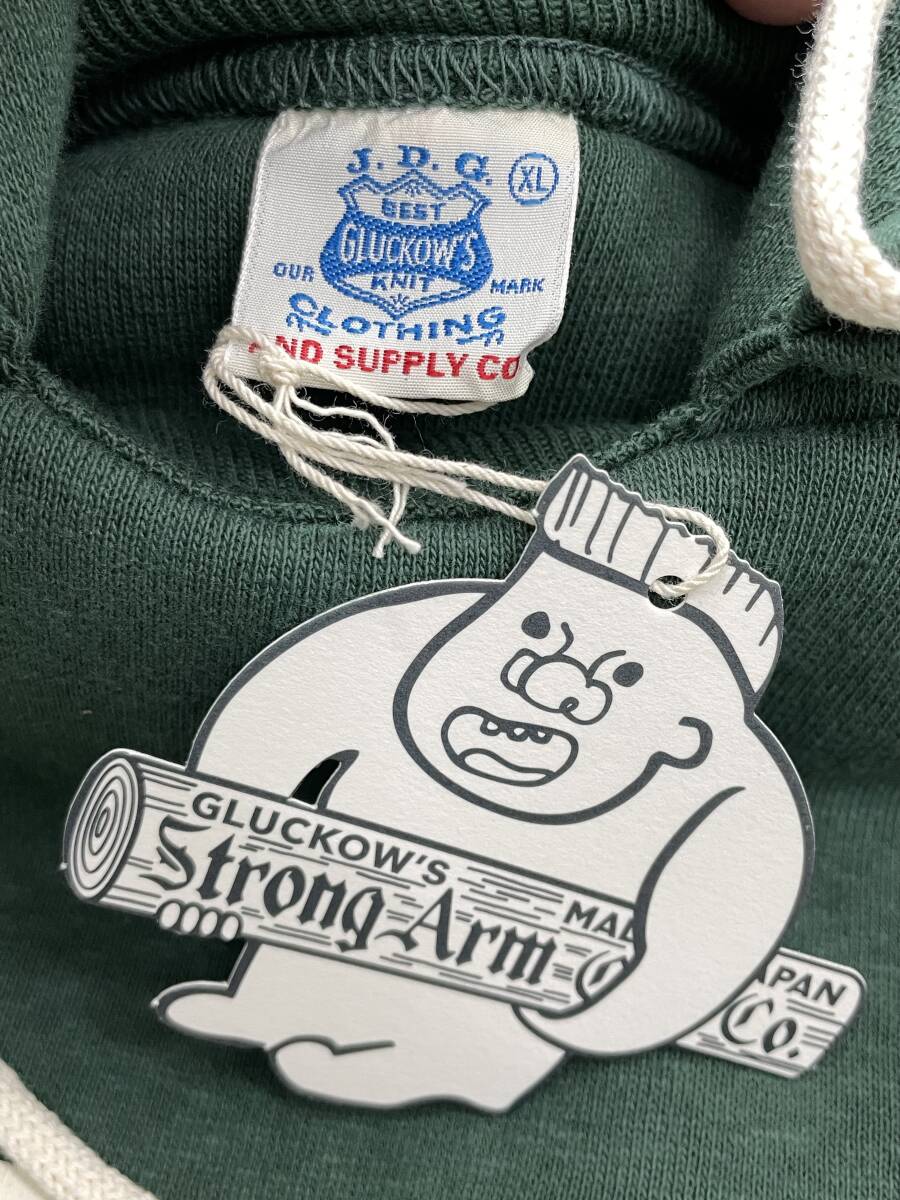 J. D. G.
XL
BEST
GLUCKOW'S
KNIT
OUR MARK
CLOTHING
AND SUPPLY CO
GLUCKOW'S
Strong Arm
Co.